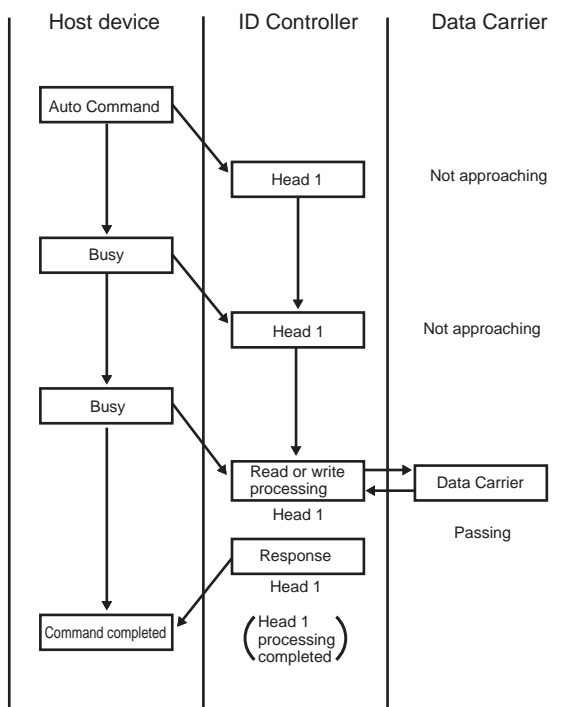 Host device
ID Controller
Data Carrier
Auto Command
Head 1
Not approaching
Busy
Head 1
Not approaching
Busy
Read or write
processing
Data Carrier
Head 1
Passing
Response
Head 1
Command completed
(Head 1
processing
completed)